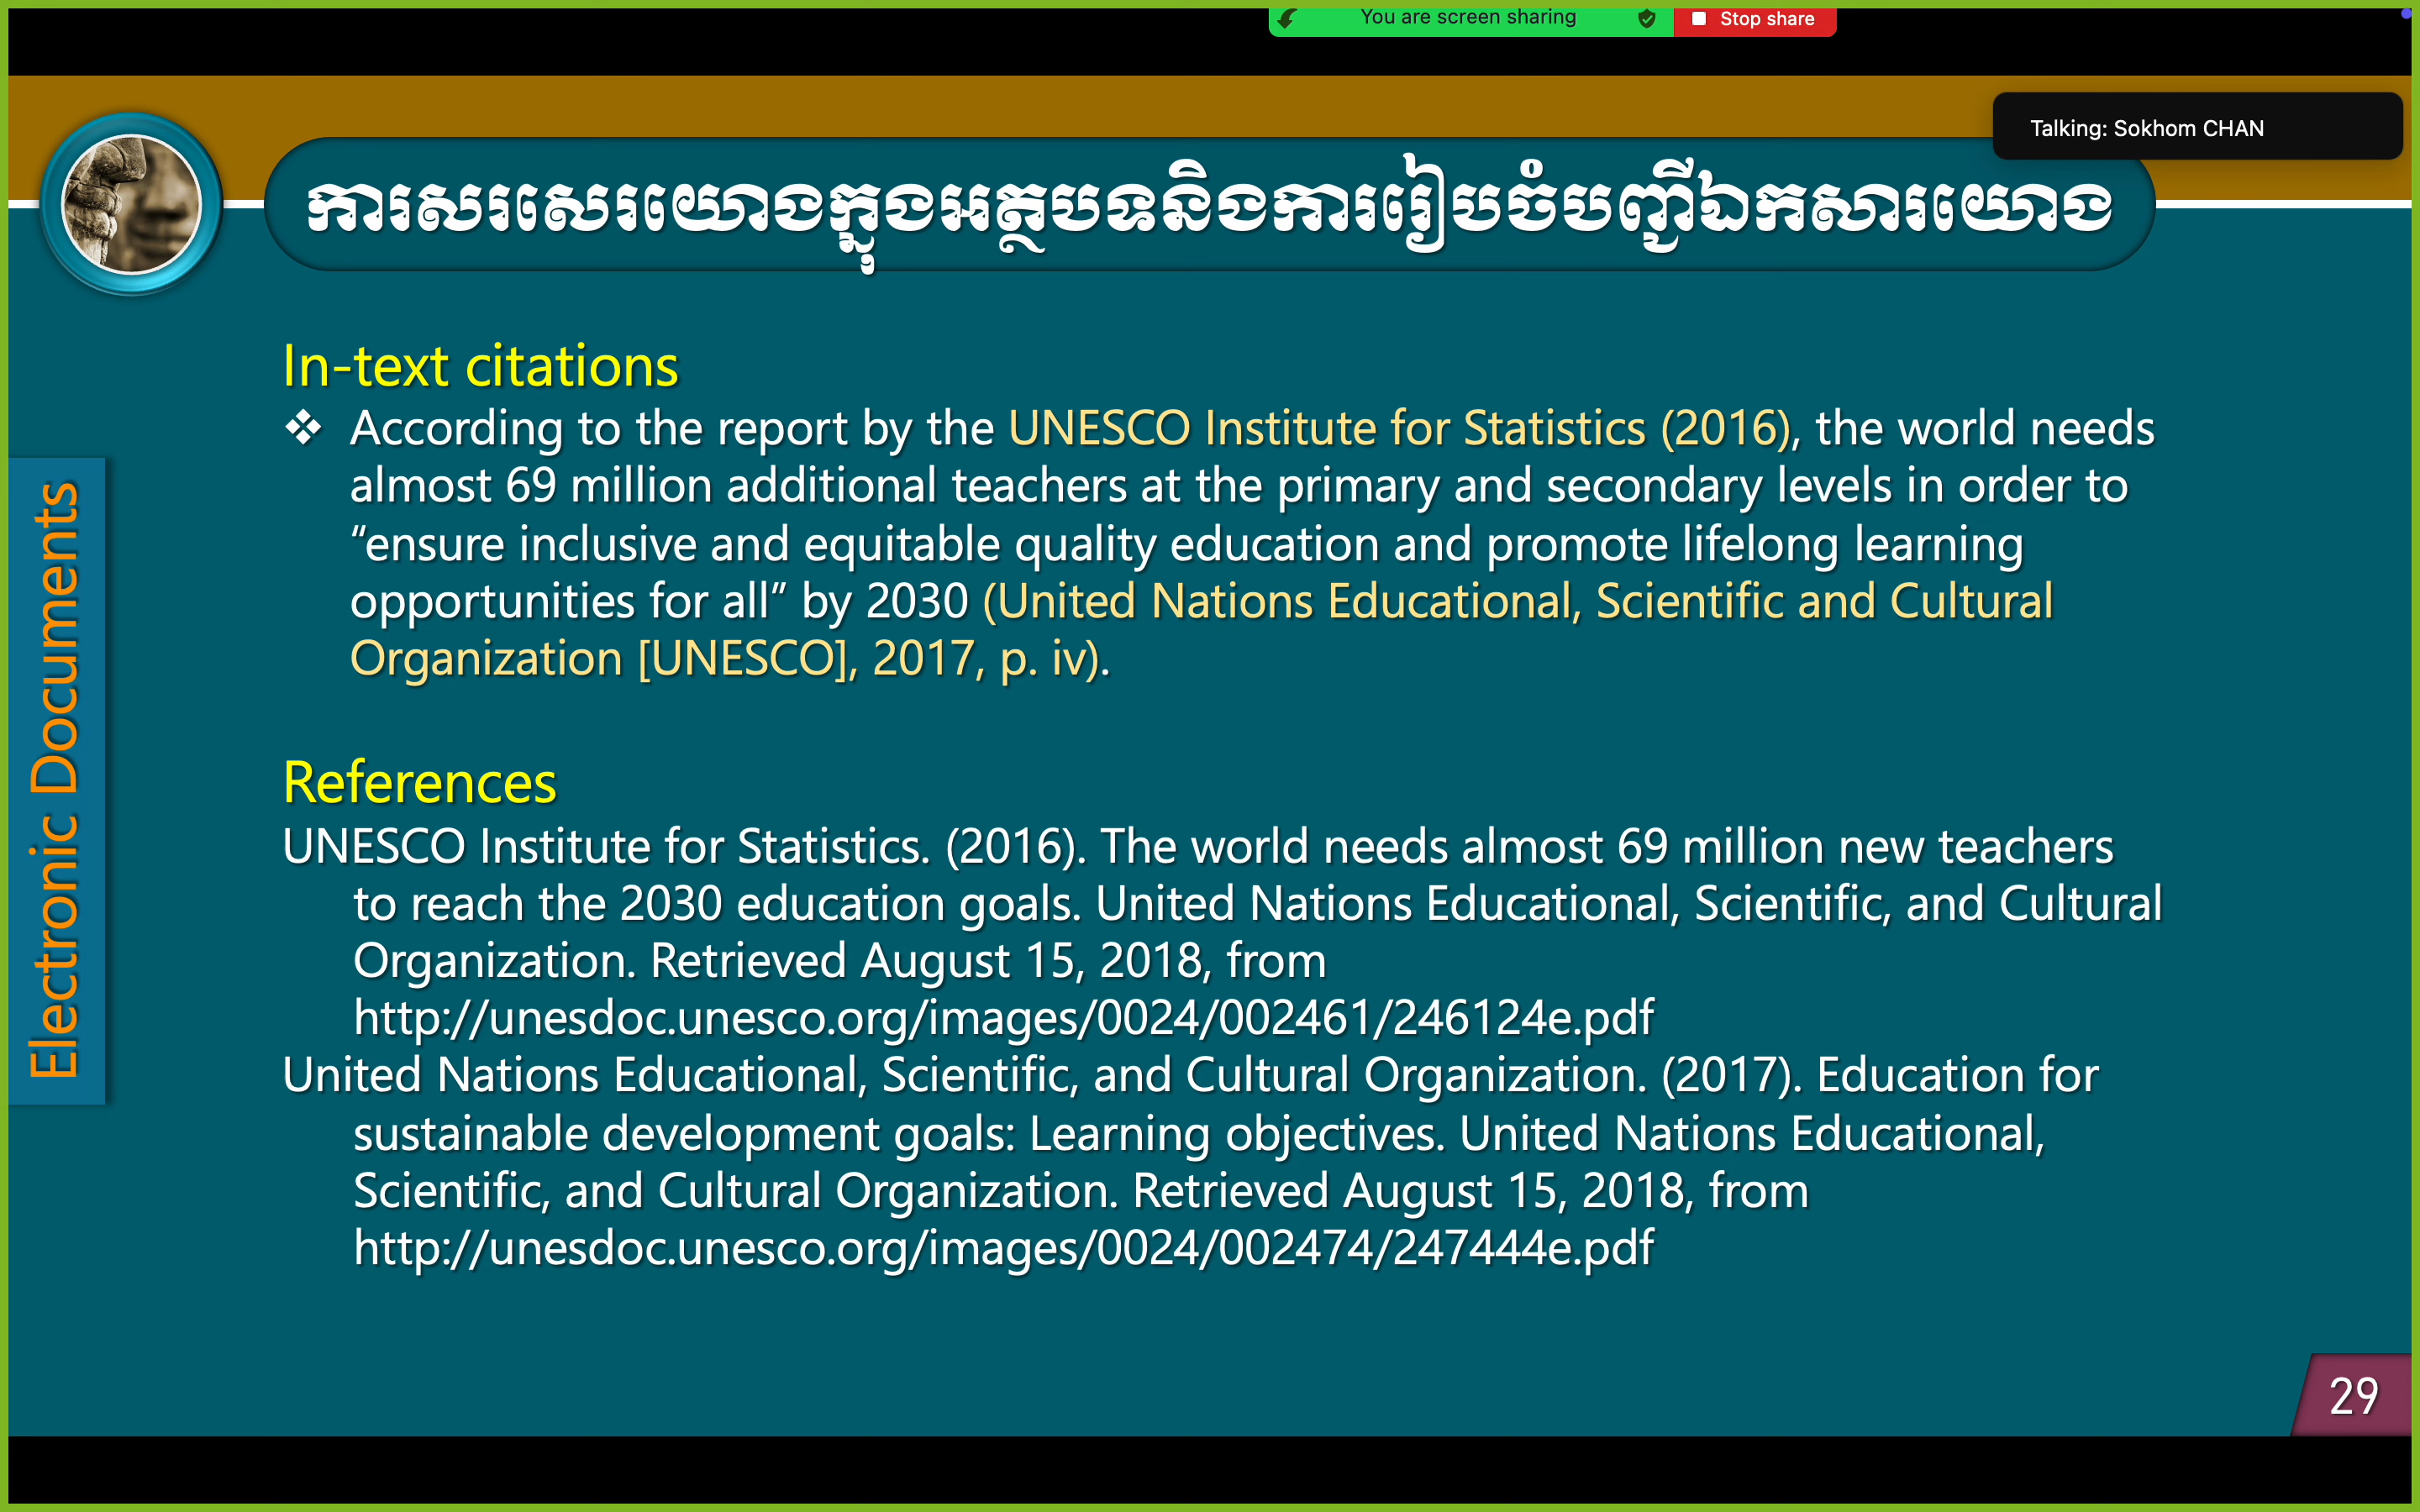 You are screen sharing
Stop share
Talking: Sokhom CHAN
ការសរសេរយោងក្នុងអត្ថបទនិងការរៀបចំបញ្ជីឯកសារយោង
In-text citations
❖ According to the report by the UNESCO Institute for Statistics (2016), the world needs
almost 69 million additional teachers at the primary and secondary levels in order to
“ensure inclusive and equitable quality education and promote lifelong learning
opportunities for all” by 2030 (United Nations Educational, Scientific and Cultural
Organization [UNESCO], 2017, p. iv).
Electronic Documents
References
UNESCO Institute for Statistics. (2016). The world needs almost 69 million new teachers
to reach the 2030 education goals. United Nations Educational, Scientific, and Cultural
Organization. Retrieved August 15, 2018, from
http://unesdoc.unesco.org/images/0024/002461/246124e.pdf
United Nations Educational, Scientific, and Cultural Organization. (2017). Education for
sustainable development goals: Learning objectives. United Nations Educational,
Scientific, and Cultural Organization. Retrieved August 15, 2018, from
http://unesdoc.unesco.org/images/0024/002474/247444e.pdf
29